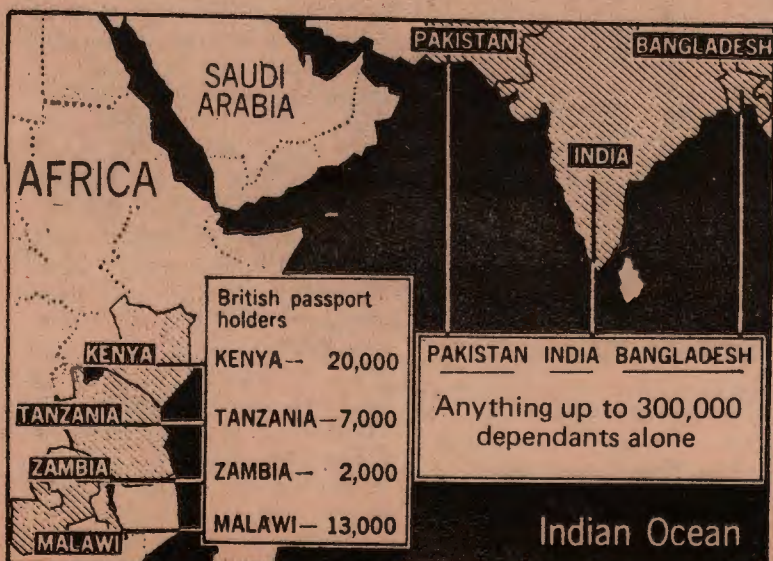 PAKISTAN
BANGLADESH
SAUDI
ARABIA
INDIA
AFRICA
British passport
holders
KENYA
KENYA— 20,000
TANZANIA
TANZANIA—7,000
ZAMBIA
ZAMBIA— 2,000
MALAWI
MALAWI— 13,000
PAKISTAN INDIA BANGLADESH
Anything up to 300,000
dependants alone
Indian Ocean